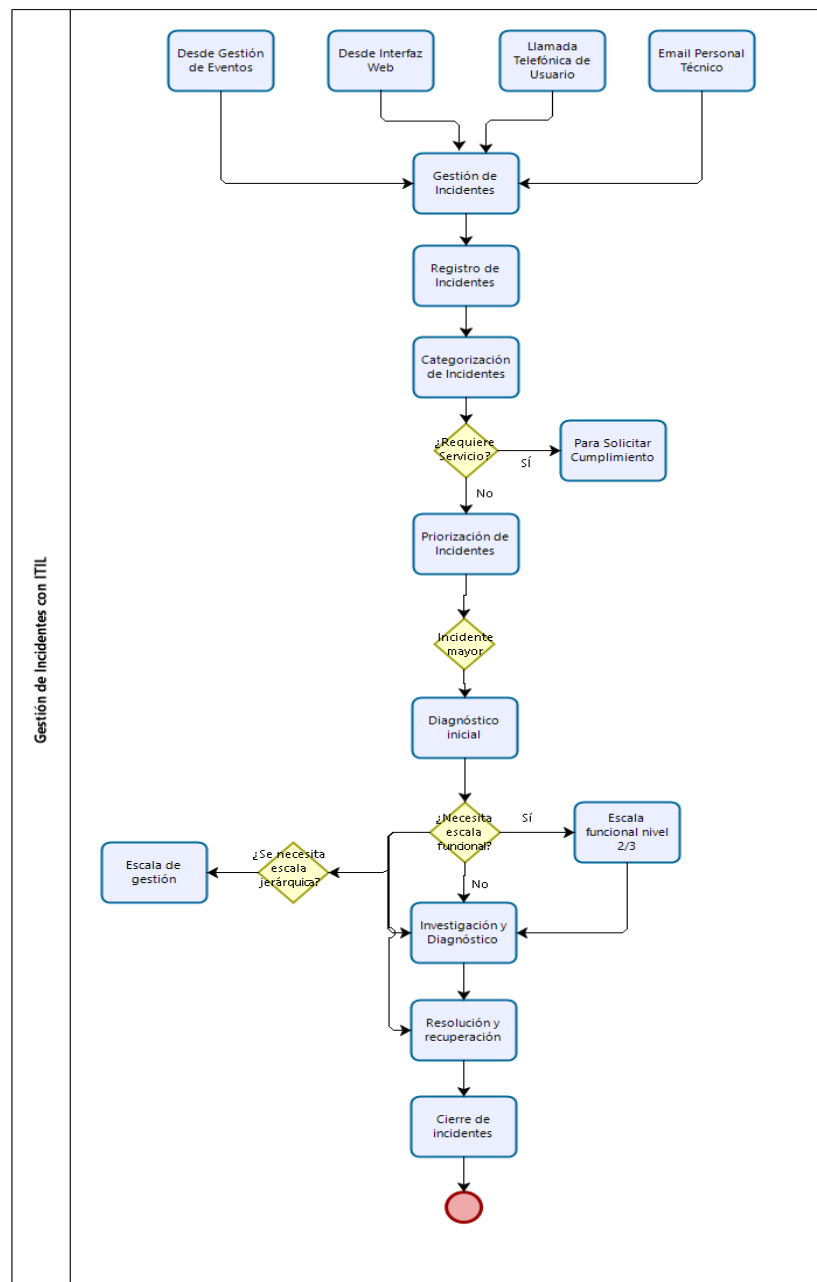 Gestión de Incidentes con ITIL
Desde Gestión
de Eventos
Desde Interfaz
Web
Llamada
Telefónica de
Usuario
Email Personal
Técnico
Gestión de
Incidentes
Registro de
Incidentes
Categorización
de Incidentes
¿Requiere
Servicio?
SÍ
Para Solicitar
Cumplimiento
No
Priorización de
Incidentes
Incidente
mayor
Diagnóstico
inicial
¿Necesita
escala
funcional?
Sí
Escala
funcional nivel
2/3
¿Se necesita
escala
jerárquica?
Escala de
gestión
No
Investigación y
Diagnóstico
Resolución y
recuperación
Cierre de
incidentes